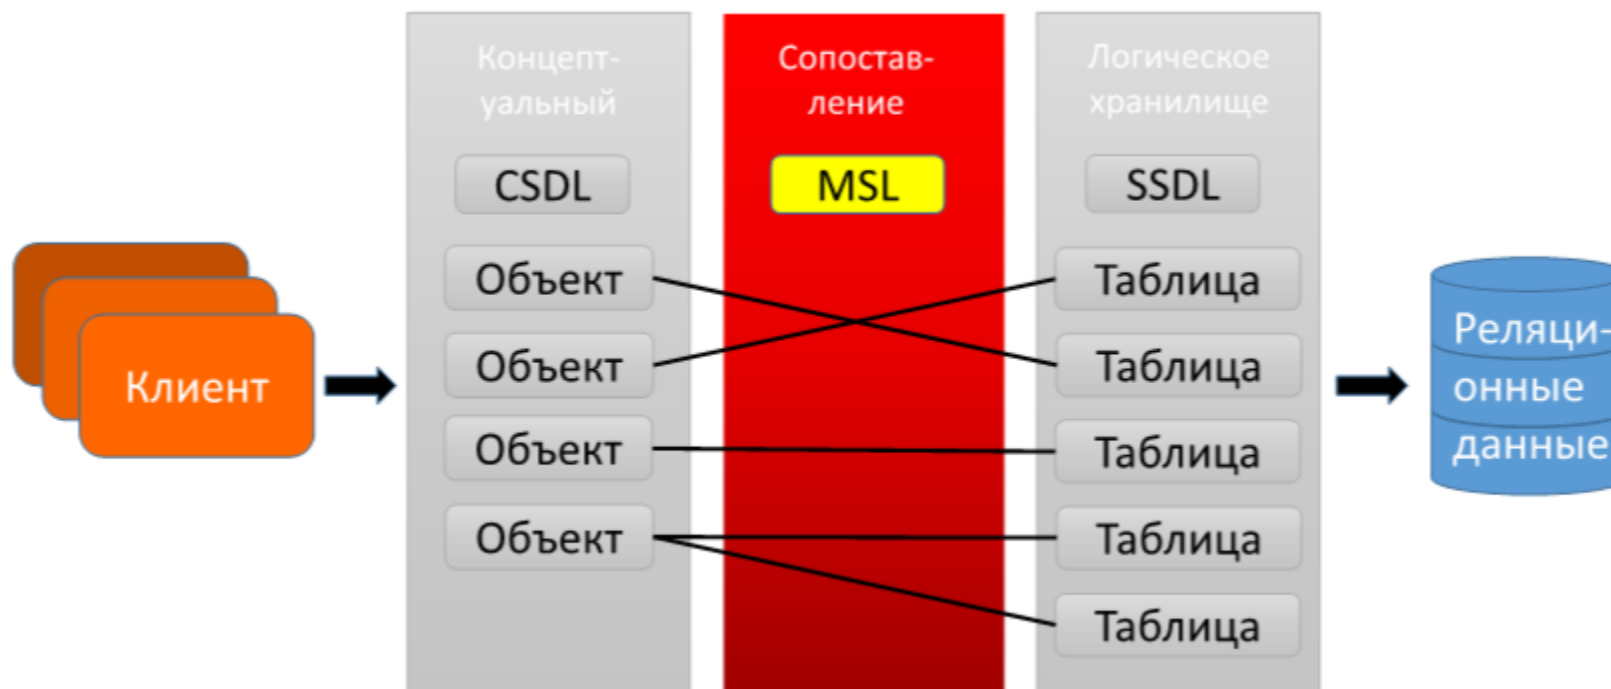 Концепт-
уальный
Сопостав-
ление
Логическое
хранилище
CSDL
MSL
SSDL
Объект
Таблица
Объект
Таблица
Объект
Таблица
Объект
Таблица
Таблица
Клиент
Реляци-
онные
данные